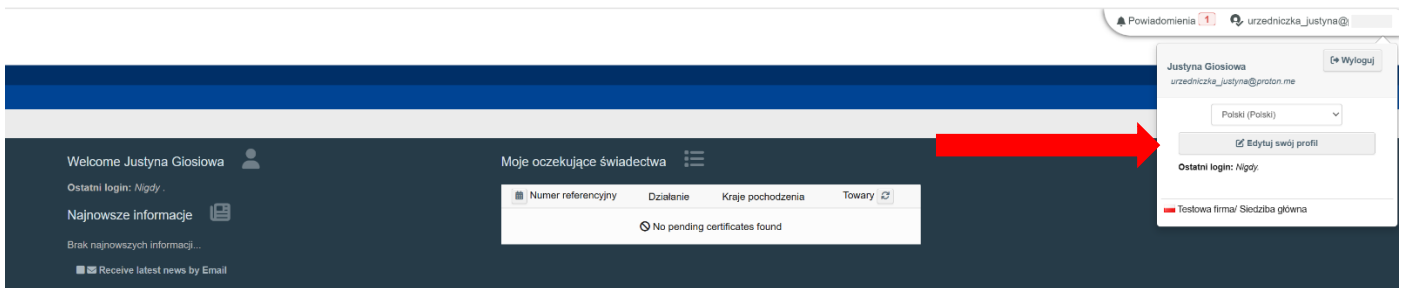 Powiadomienia 1 urzedniczka_justyna@
Justyna Giosiowa
Wyloguj
urzedniczka_justyna@proton.me
Polski (Polski)
Edytuj swój profil
Ostatni login: Nigdy.
Testowa firma/ Siedziba główna
Welcome Justyna Giosiowa
Ostatni login: Nigdy .
Najnowsze informacje
Brak najnowszych informacji...
Receive latest news by Email
Moje oczekujące świadectwa
Numer referencyjny Działanie Kraje pochodzenia Towary
No pending certificates found